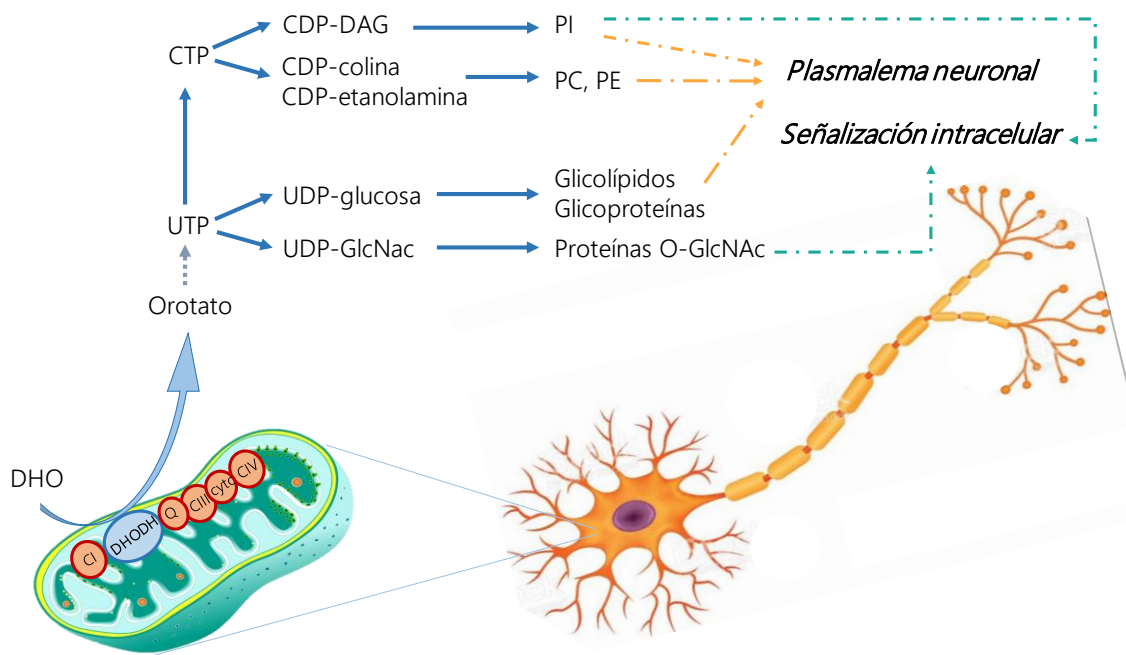 CDP-DAG
PI
CTP
CDP-colina
CDP-etanolamina
PC, PE
Plasmalema neuronal
Señalización intracelular
UDP-glucosa
Glicolípidos
Glicoproteínas
UTP
UDP-GlcNac
Proteínas O-GlcNAc
Orotato
DHO
CI
DHODH
Q
CIII
cytc
CIV